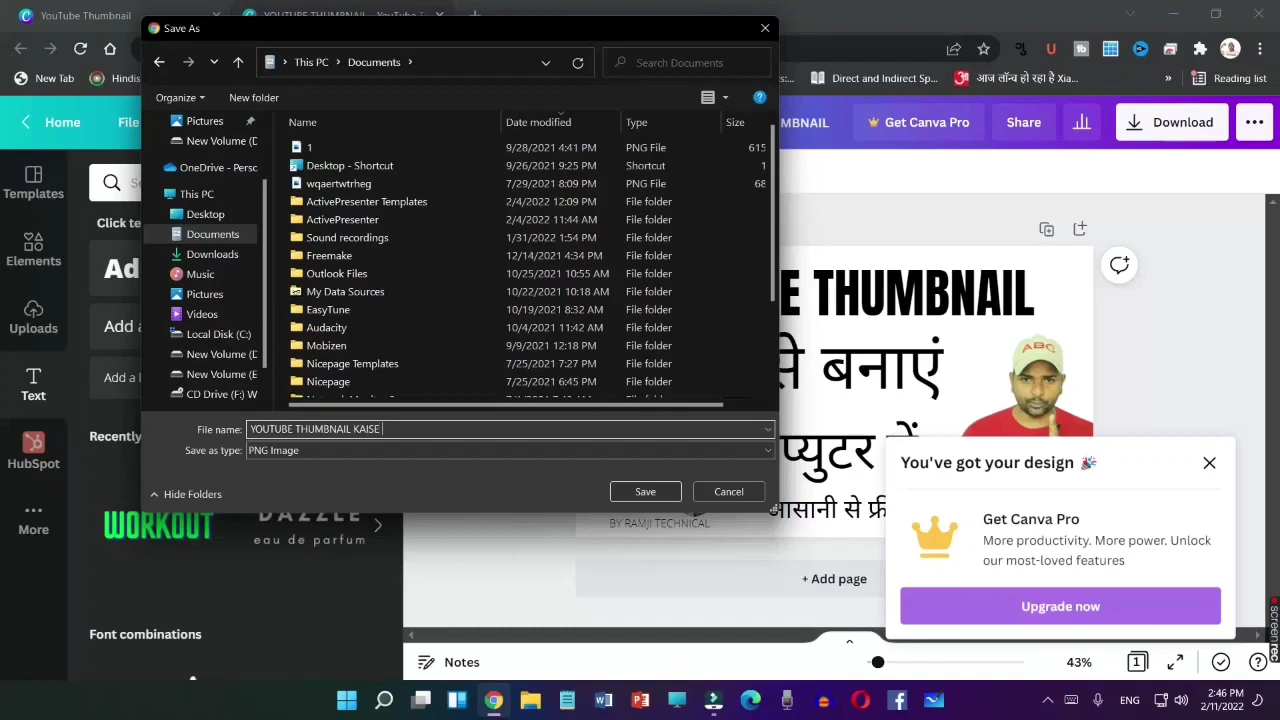 YouTube Thumbnail
YOUTUBE THUMBNAIL - YouTube T
Save As
This PC > Documents >
Search Documents
New Tab
Hindis
Direct and Indirect Sp...
आज लॉन्च हो रहा है Xia...
»
Reading list
Organize
New folder
Home
File
MBNAIL
Get Canva Pro
Share
Download
Name
Date modified
Type
Size
Pictures
New Volume (D
OneDrive - Persc
This PC
Desktop
Documents
Downloads
Music
Pictures
Videos
Local Disk (C:)
New Volume (D
New Volume (E
CD Drive (F:) W
1 9/28/2021 4:41 PM PNG File 615
Desktop - Shortcut 9/26/2021 9:25 PM Shortcut 1
wqaertwtrheg 7/29/2021 8:09 PM PNG File 68
ActivePresenter Templates 2/4/2022 12:09 PM File folder
ActivePresenter 2/4/2022 11:44 AM File folder
Sound recordings 1/31/2022 1:54 PM File folder
Freemake 12/14/2021 4:34 PM File folder
Outlook Files 10/25/2021 10:55 AM File folder
My Data Sources 10/22/2021 10:18 AM File folder
EasyTune 10/19/2021 8:32 AM File folder
Audacity 10/4/2021 11:42 AM File folder
Mobizen 9/9/2021 12:18 PM File folder
Nicepage Templates 7/25/2021 7:27 PM File folder
Nicepage 7/25/2021 6:45 PM File folder
File name: YOUTUBE THUMBNAIL KAISE
Save as type: PNG Image
Hide Folders
Save
Cancel
Templates
Elements
Uploads
Text
HubSpot
More
Click te
Ad
Add a
Add a l
Recently
WORKOUT
DAZZLE
eau de parfum
Font combinations
E THUMBNAIL
से बनाएं
प्युटर में
आसानी से फ्री
BY RAMJI TECHNICAL
ABC
+ Add page
You've got your design
Get Canva Pro
More productivity. More power. Unlock
our most-loved features
Upgrade now
Notes
43%
1
screenrec
ENG
2:46 PM
2/11/2022